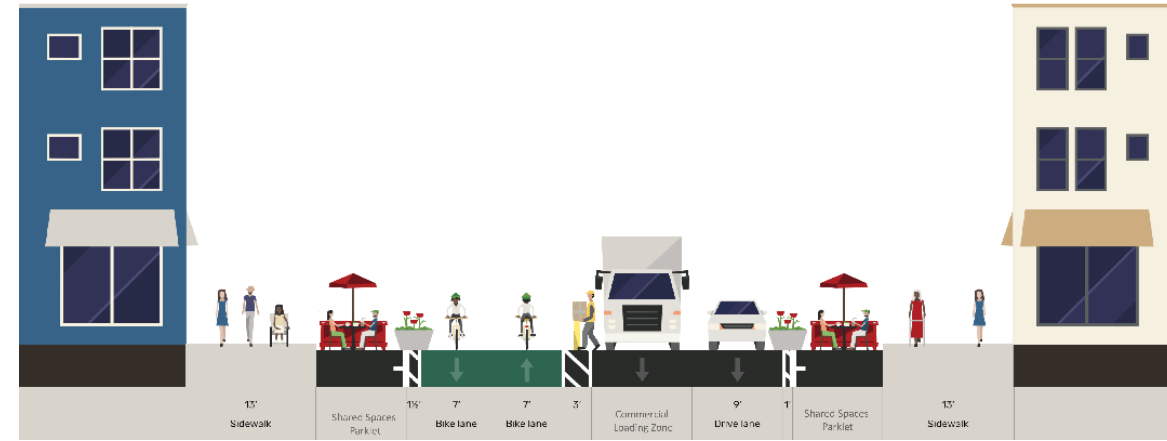 13'
Sidewalk
Shared Spaces
Parklet
1½'
7'
Bike lane
7'
Bike lane
3'
Commercial
Loading Zone
9'
Drive lane
1'
Shared Spaces
Parklet
13'
Sidewalk